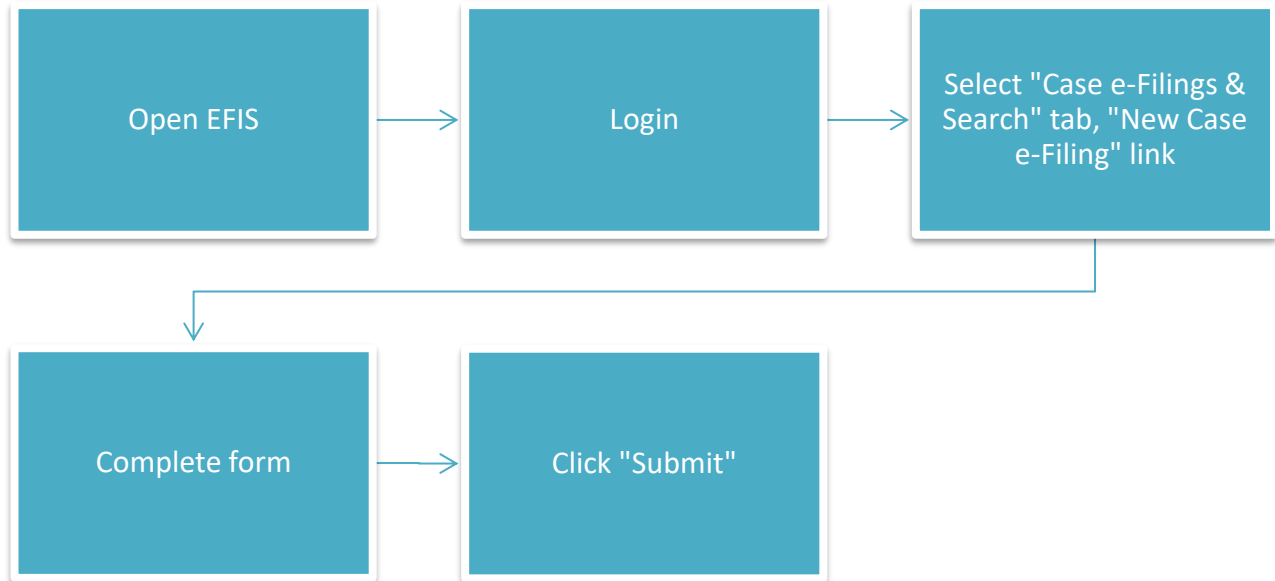 Open EFIS
Login
Select "Case e-Filings &
Search" tab, "New Case
e-Filing" link
Complete form
Click "Submit"